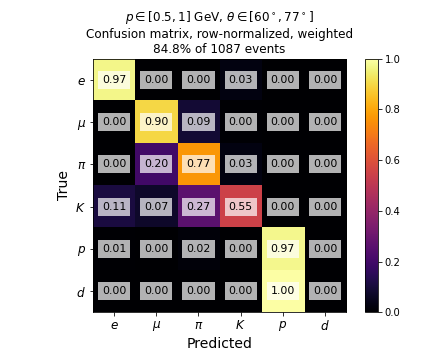 p ∈ [0.5, 1] GeV, θ ∈ [60°, 77°]
Confusion matrix, row-normalized, weighted
84.8% of 1087 events
True
e 0.97 0.00 0.00 0.03 0.00 0.00
μ 0.00 0.90 0.09 0.00 0.00 0.00
π 0.00 0.20 0.77 0.03 0.00 0.00
K 0.11 0.07 0.27 0.55 0.00 0.00
p 0.01 0.00 0.02 0.00 0.97 0.00
d 0.00 0.00 0.00 0.00 1.00 0.00
e μ π K p d
Predicted
1.0
0.8
0.6
0.4
0.2
0.0